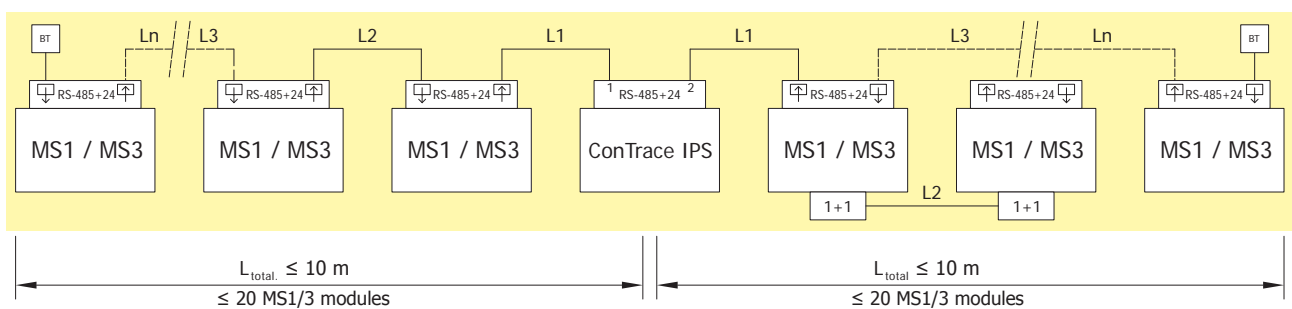 Ln L3 L2 L1 L1 L3 Ln
BT BT
RS-485+24 RS-485+24 RS-485+24 1 RS-485+24 2 RS-485+24 RS-485+24 RS-485+24
MS1 / MS3 MS1 / MS3 MS1 / MS3 ConTrace IPS MS1 / MS3 MS1 / MS3 MS1 / MS3
1+1 L2 1+1
Ltotal. ≤ 10 m Ltotal ≤ 10 m
≤ 20 MS1/3 modules ≤ 20 MS1/3 modules